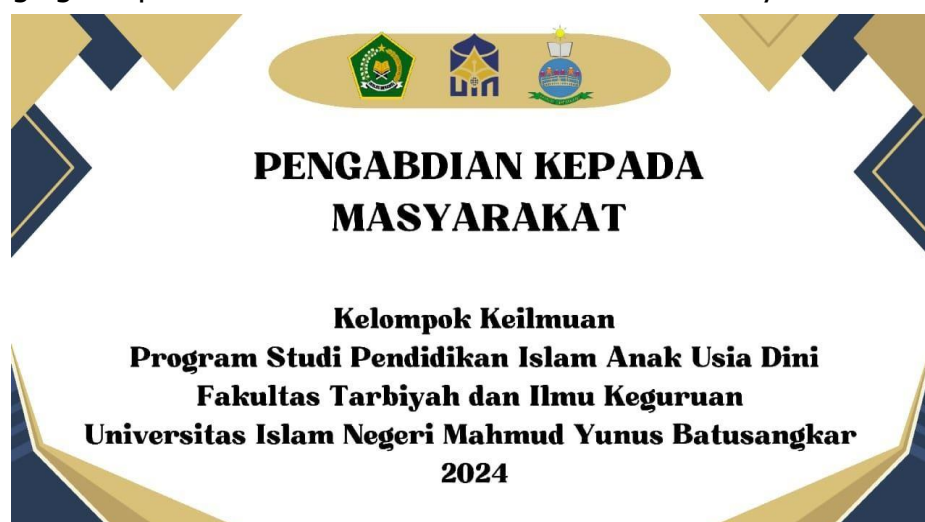 uin
PENGABDIAN KEPADA
MASYARAKAT
Kelompok Keilmuan
Program Studi Pendidikan Islam Anak Usia Dini
Fakultas Tarbiyah dan Ilmu Keguruan
Universitas Islam Negeri Mahmud Yunus Batusangkar
2024